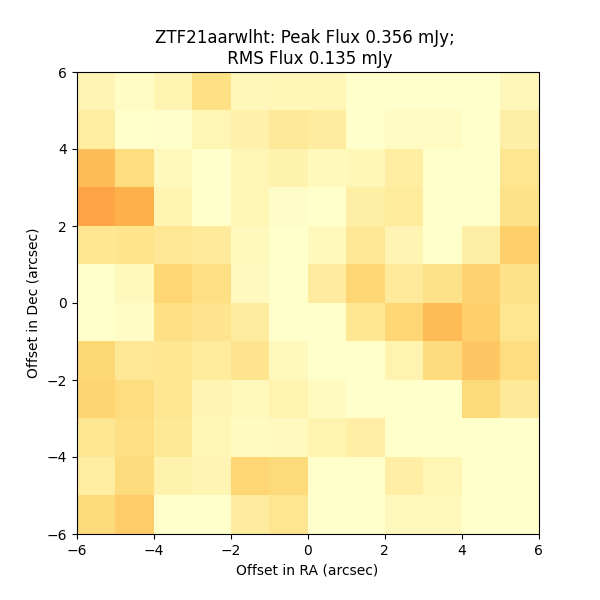 ZTF21aarwlht: Peak Flux 0.356 mJy;
RMS Flux 0.135 mJy
6
4
2
0
−2
−4
−6
Offset in Dec (arcsec)
−6 −4 −2 0 2 4 6
Offset in RA (arcsec)